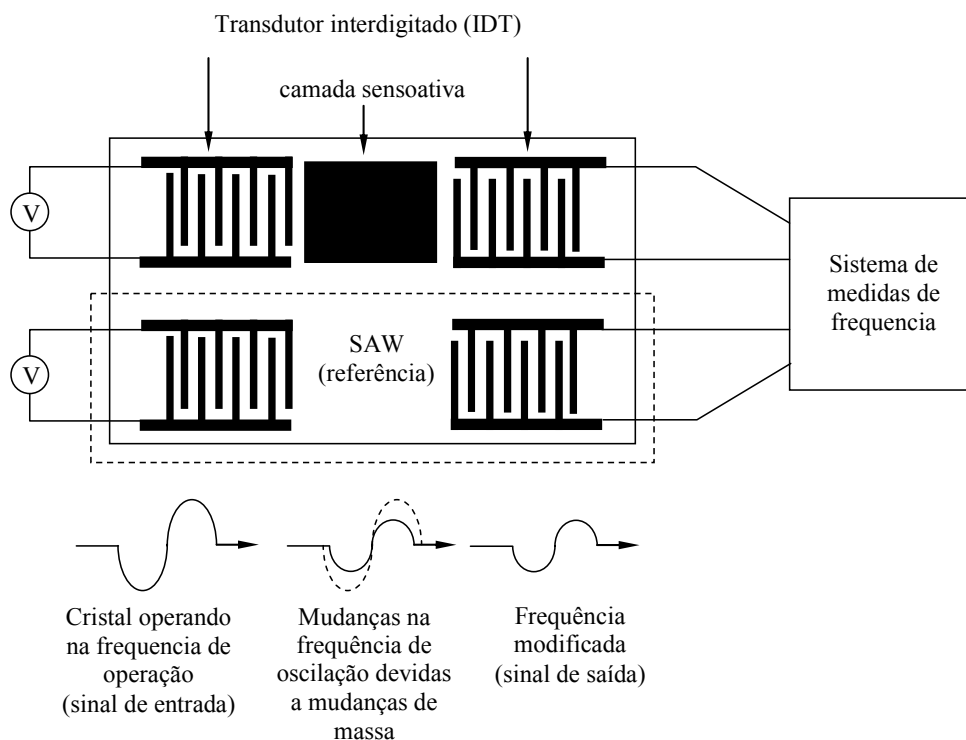 Transdutor interdigitado (IDT)
camada sensoativa
V
Sistema de
medidas de
frequencia
V
SAW
(referência)
Cristal operando
na frequencia de
operação
(sinal de entrada)
Mudanças na
frequência de
oscilação devidas
a mudanças de
massa
Frequência
modificada
(sinal de saída)